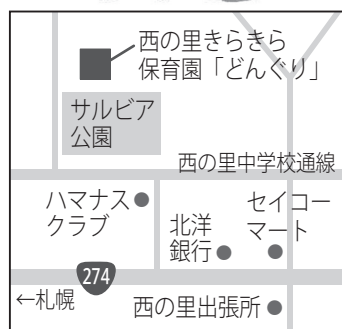 西の里きらきら
保育園「どんぐり」
サルビア
公園
西の里中学校通線
ハマナス
クラブ
北洋
銀行
セイコー
マート
274
←札幌
西の里出張所